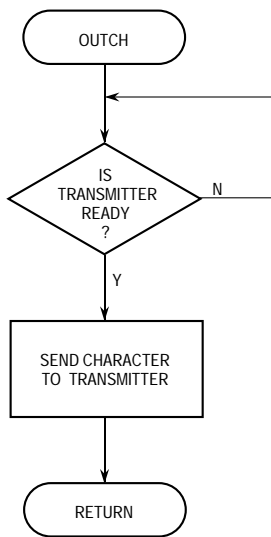 OUTCH
IS
TRANSMITTER
READY
?
N
Y
SEND CHARACTER
TO TRANSMITTER
RETURN